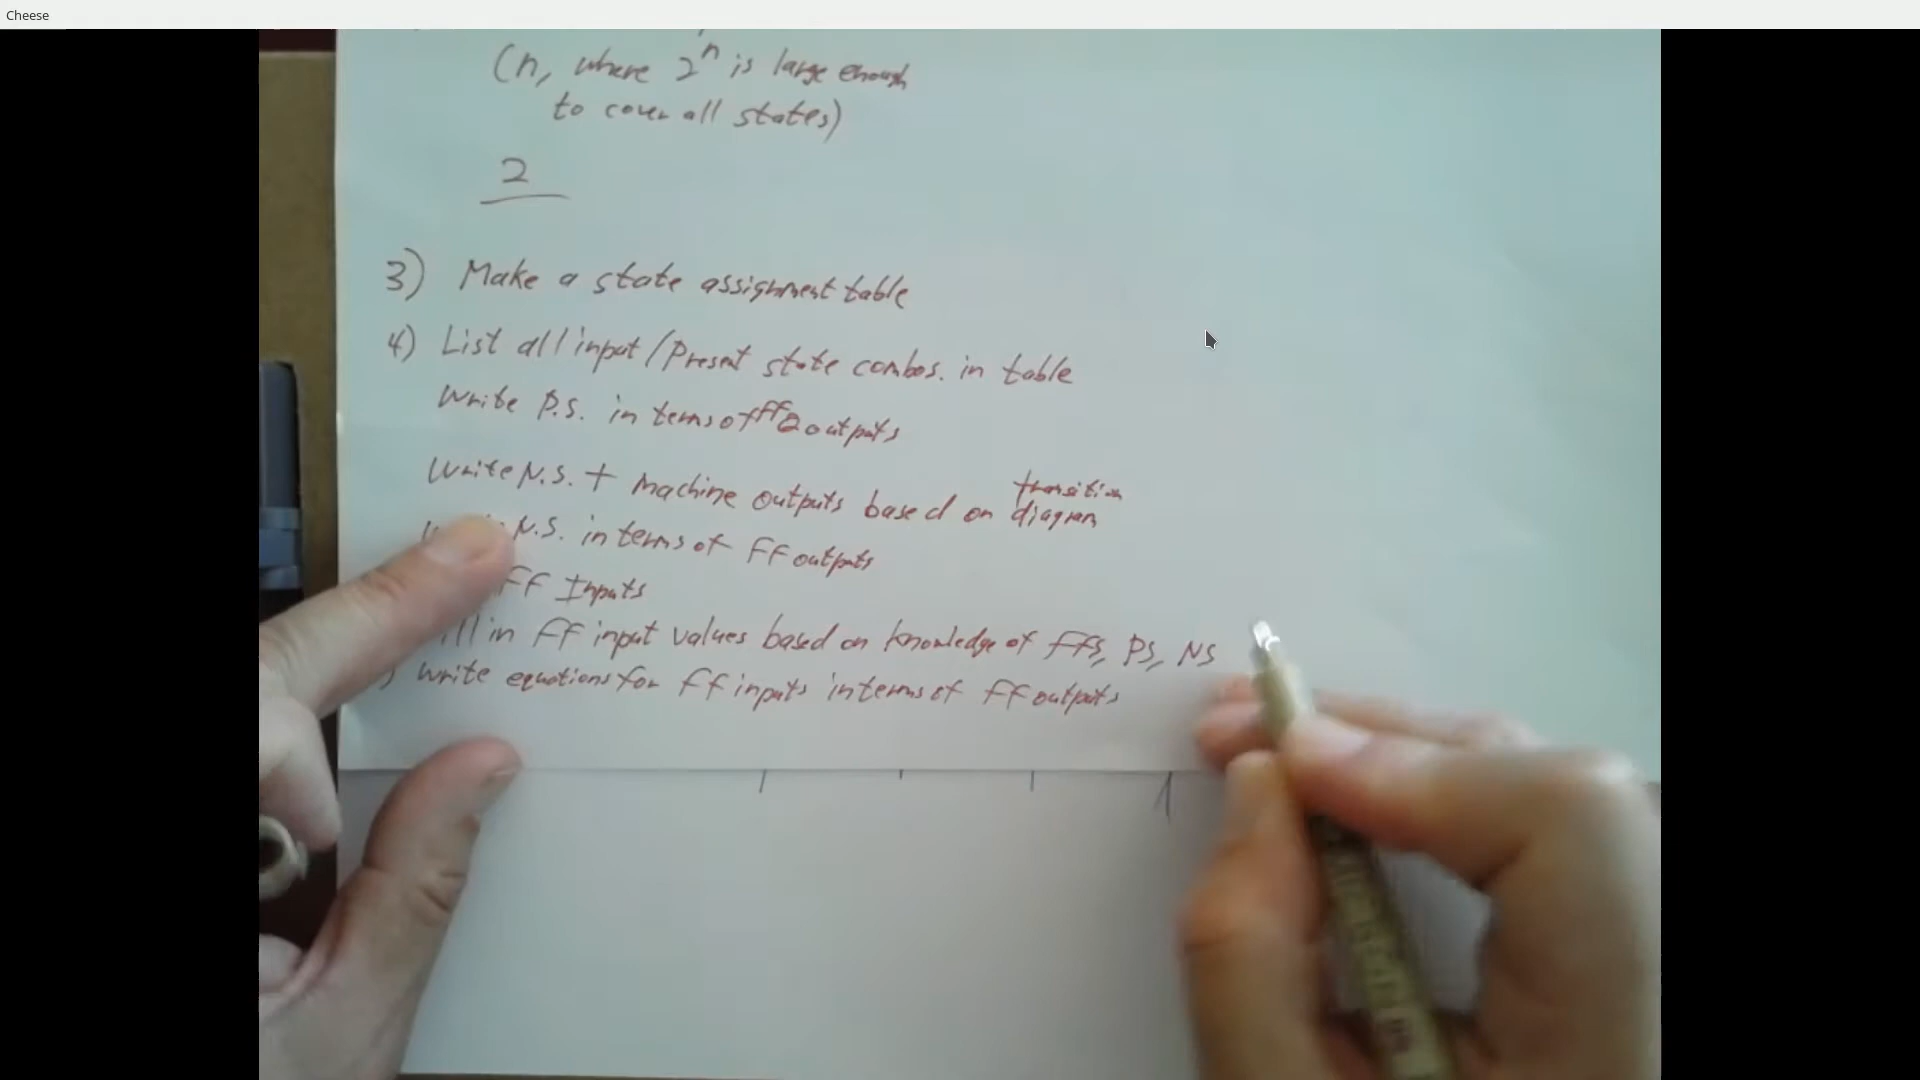 Cheese
(n, where 2^n is large enough
to cover all states)
2
3) Make a state assignment table
4) List all input/Present state combos. in table
Write P.S. in terms of ff Q outputs
Write N.S. + Machine outputs based on transition diagram
N.S. in terms of FF outputs
FF Inputs
in FF input values based on knowledge of ffs, PS, NS
) Write equations for FF inputs in terms of FF outputs